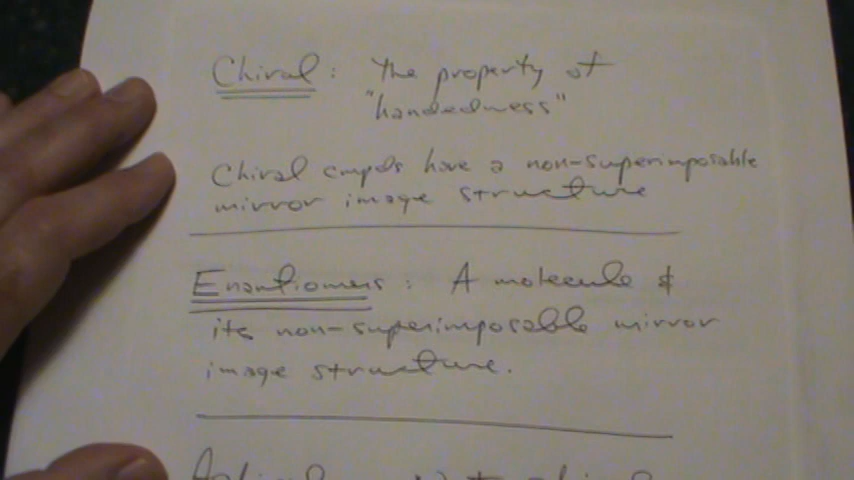 Chiral: The property of
"handedness"
Chiral cmpds have a non-superimposable
mirror image structure
Enantiomers: A molecule &
its non-superimposable mirror
image structure.